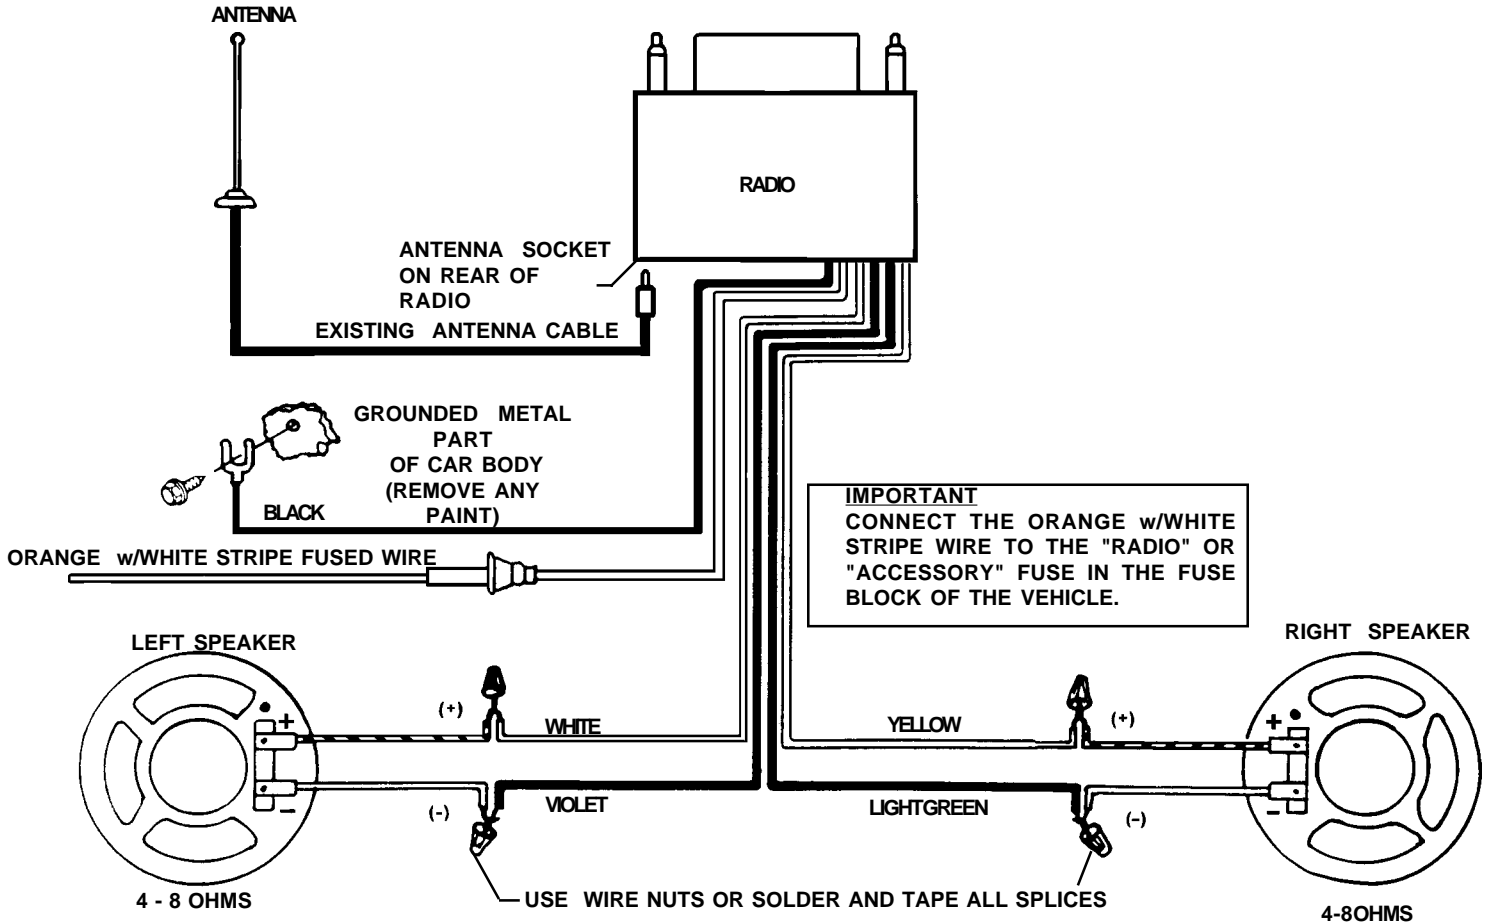 ANTENNA
RADIO
ANTENNA SOCKET
ON REAR OF
RADIO
EXISTING ANTENNA CABLE
GROUNDED METAL
PART
OF CAR BODY
(REMOVE ANY
PAINT)
BLACK
ORANGE w/WHITE STRIPE FUSED WIRE
IMPORTANT
CONNECT THE ORANGE w/WHITE
STRIPE WIRE TO THE "RADIO" OR
"ACCESSORY" FUSE IN THE FUSE
BLOCK OF THE VEHICLE.
LEFT SPEAKER
RIGHT SPEAKER
+
(+)
WHITE
YELLOW
(+)
+
−
(-)
VIOLET
LIGHTGREEN
(-)
−
4 - 8 OHMS
USE WIRE NUTS OR SOLDER AND TAPE ALL SPLICES
4-8OHMS